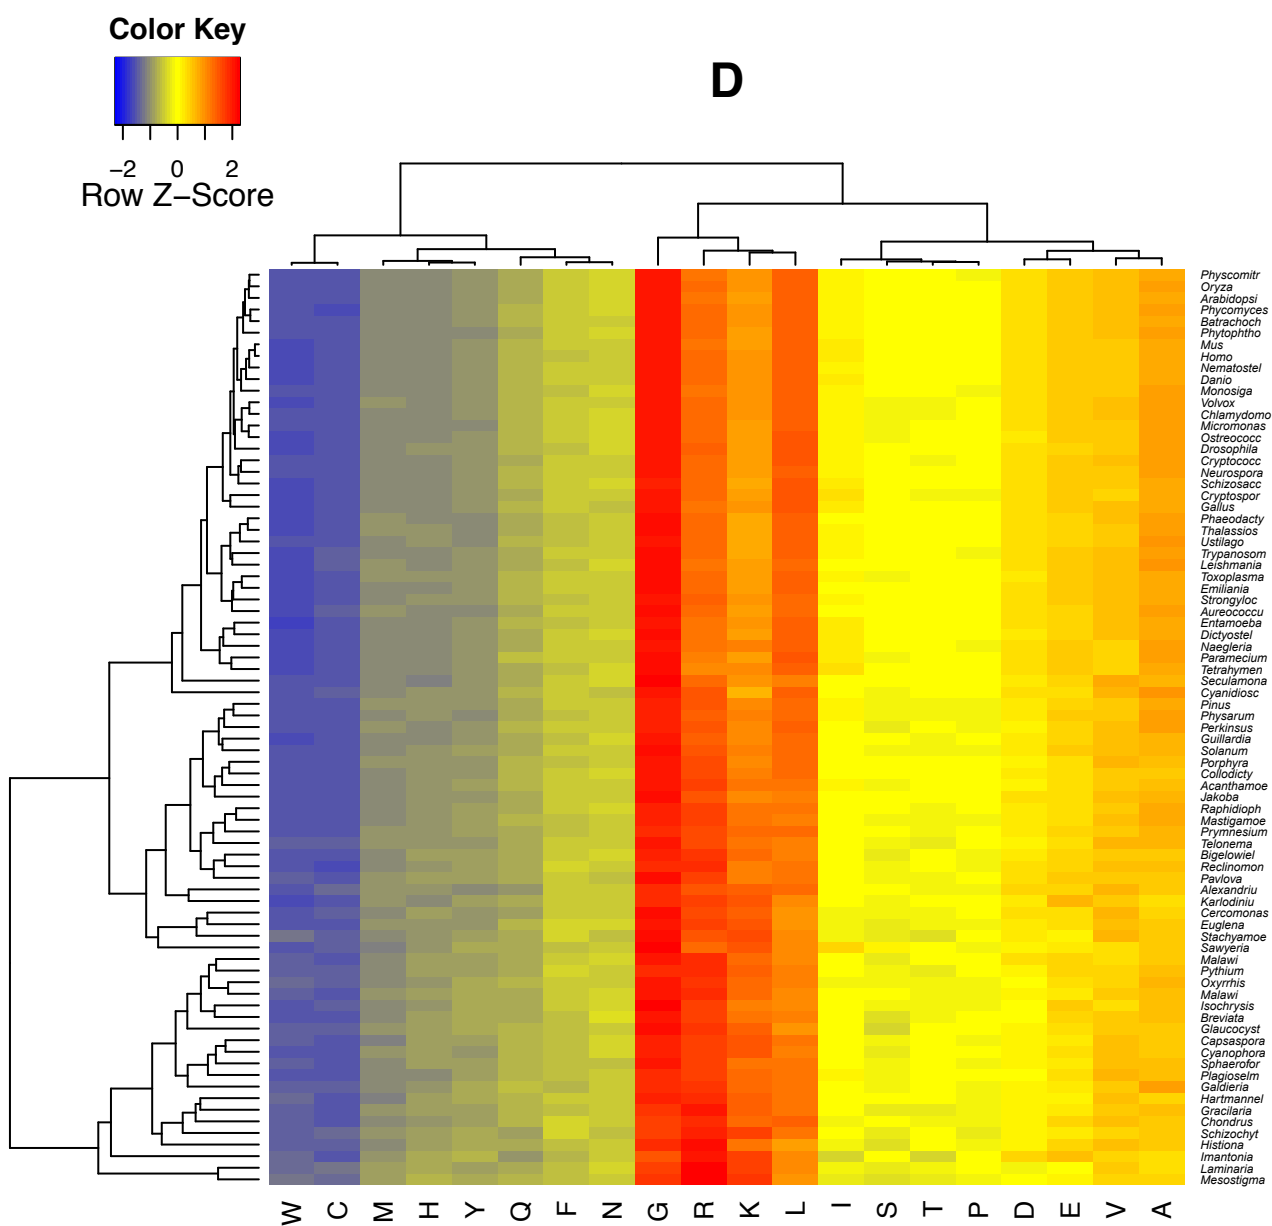 Color Key
D
−2 0 2
Row Z−Score
Physcomitr
Oryza
Arabidopsi
Phycomyces
Batrachoch
Phytophtho
Mus
Homo
Nematostel
Danio
Monosiga
Volvox
Chlamydomo
Micromonas
Ostreococc
Drosophila
Cryptococc
Neurospora
Schizosacc
Cryptospor
Gallus
Phaeodacty
Thalassios
Ustilago
Trypanosom
Leishmania
Toxoplasma
Emiliania
Strongyloc
Aureococcu
Entamoeba
Dictyostel
Naegleria
Paramecium
Tetrahymen
Seculamona
Cyanidiosc
Pinus
Physarum
Perkinsus
Guillardia
Solanum
Porphyra
Collodicty
Acanthamoe
Jakoba
Raphidioph
Mastigamoe
Prymnesium
Telonema
Bigelowiel
Reclinomon
Pavlova
Alexandriu
Karlodiniu
Cercomonas
Euglena
Stachyamoe
Sawyeria
Malawi
Pythium
Oxyrrhis
Malawi
Isochrysis
Breviata
Glaucocyst
Capsaspora
Cyanophora
Sphaerofor
Plagioselm
Galdieria
Hartmannel
Gracilaria
Chondrus
Schizochyt
Histiona
Imantonia
Laminaria
Mesostigma
W C M H Y Q F N G R K L I S T P D E V A